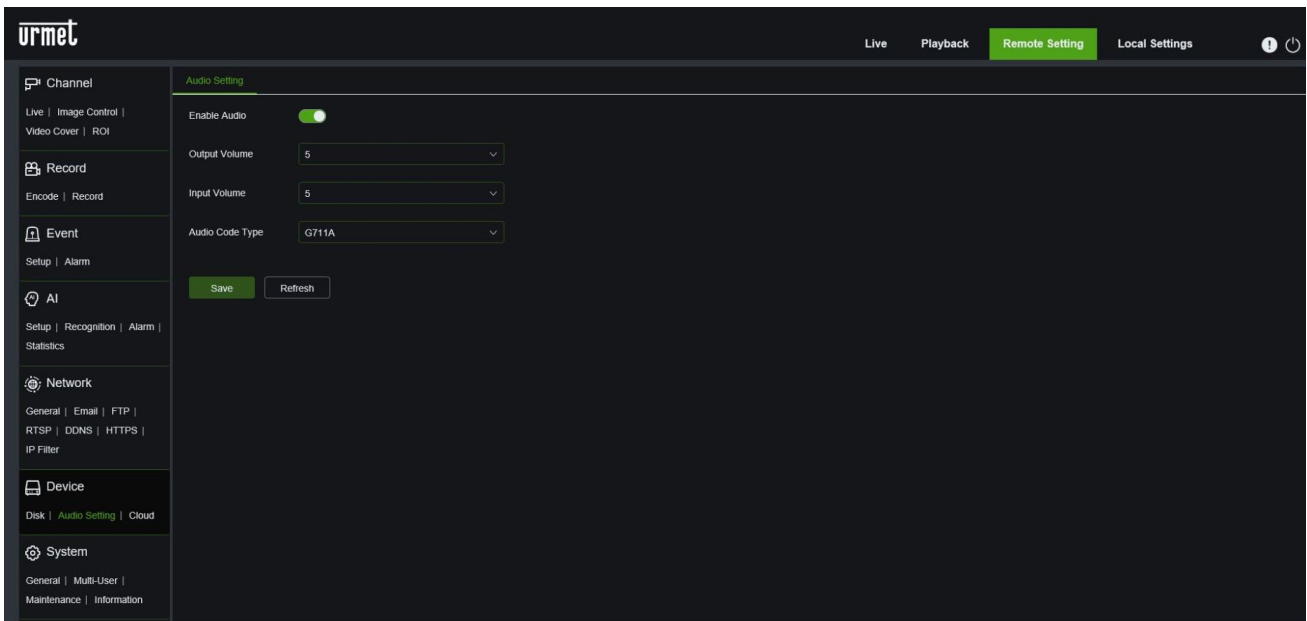 urmet
Live Playback Remote Setting Local Settings
Channel
Live | Image Control |
Video Cover | ROI
Record
Encode | Record
Event
Setup | Alarm
AI
Setup | Recognition | Alarm |
Statistics
Network
General | Email | FTP |
RTSP | DDNS | HTTPS |
IP Filter
Device
Disk | Audio Setting | Cloud
System
General | Multi-User |
Maintenance | Information
Audio Setting
Enable Audio
Output Volume 5
Input Volume 5
Audio Code Type G711A
Save Refresh